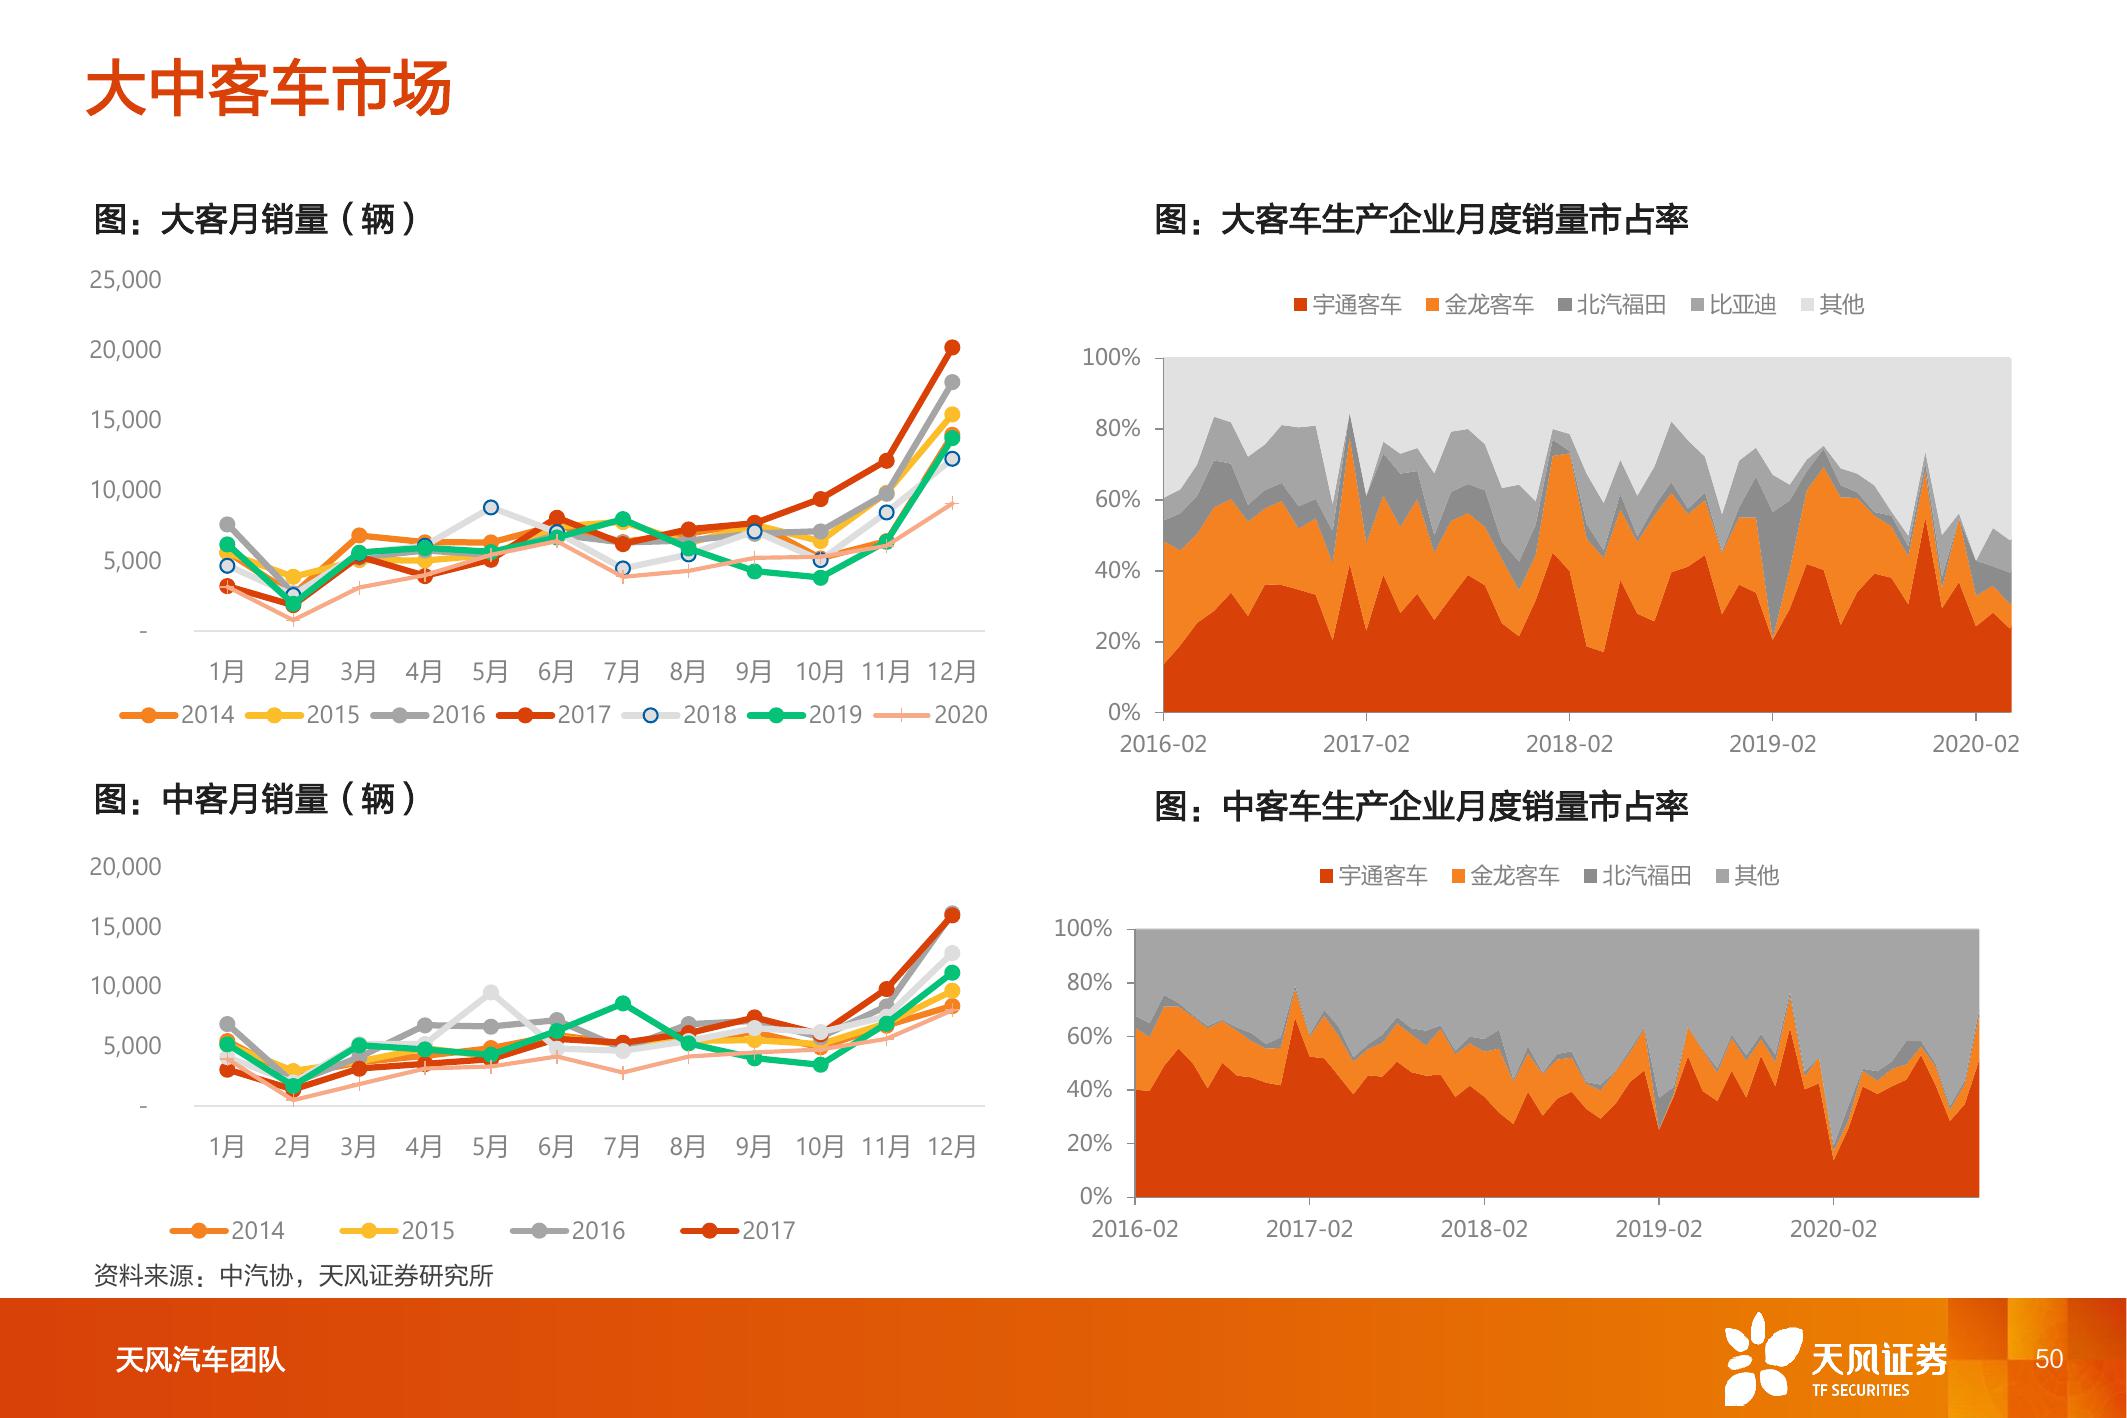 大中客车市场
图：大客月销量（辆）
25,000
20,000
15,000
10,000
5,000
-
1月 2月 3月 4月 5月 6月 7月 8月 9月 10月 11月 12月
2014 2015 2016 2017 2018 2019 2020
图：大客车生产企业月度销量市占率
宇通客车 金龙客车 北汽福田 比亚迪 其他
100%
80%
60%
40%
20%
0%
2016-02 2017-02 2018-02 2019-02 2020-02
图：中客月销量（辆）
20,000
15,000
10,000
5,000
-
1月 2月 3月 4月 5月 6月 7月 8月 9月 10月 11月 12月
2014 2015 2016 2017
图：中客车生产企业月度销量市占率
宇通客车 金龙客车 北汽福田 其他
100%
80%
60%
40%
20%
0%
2016-02 2017-02 2018-02 2019-02 2020-02
资料来源：中汽协，天风证券研究所
天风汽车团队
天风证券
TF SECURITIES
50